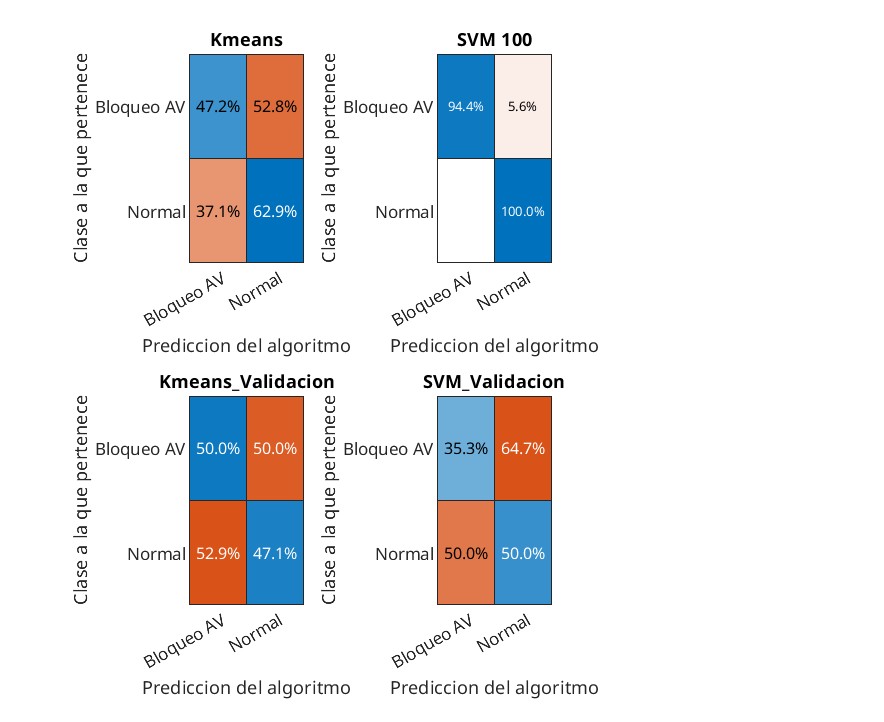 Kmeans
Clase a la que pertenece
Bloqueo AV
47.2%
52.8%
Normal
37.1%
62.9%
Bloqueo AV
Normal
Prediccion del algoritmo
SVM 100
Clase a la que pertenece
Bloqueo AV
94.4%
5.6%
Normal
100.0%
Bloqueo AV
Normal
Prediccion del algoritmo
Kmeans_Validacion
Clase a la que pertenece
Bloqueo AV
50.0%
50.0%
Normal
52.9%
47.1%
Bloqueo AV
Normal
Prediccion del algoritmo
SVM_Validacion
Clase a la que pertenece
Bloqueo AV
35.3%
64.7%
Normal
50.0%
50.0%
Bloqueo AV
Normal
Prediccion del algoritmo